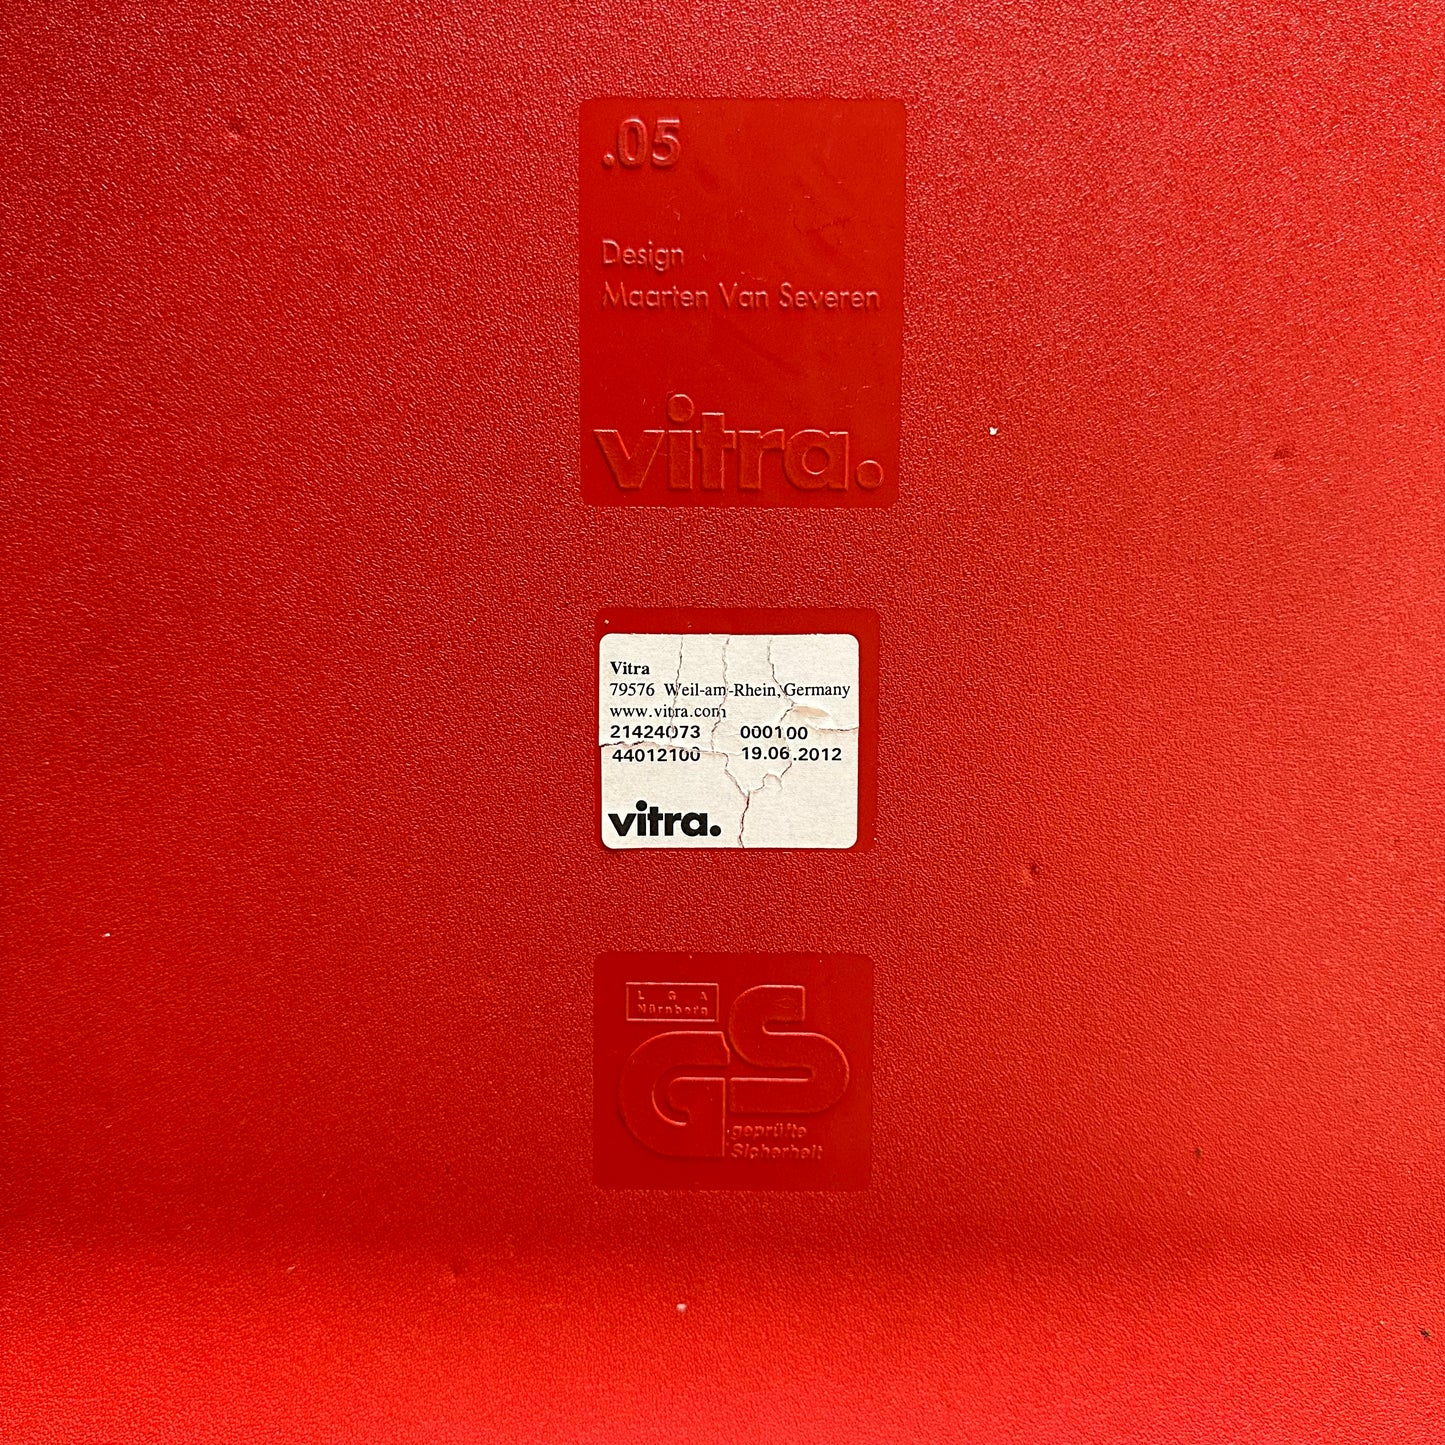 .05
Design
Maarten Van Severen
vitra.
Vitra
79576 Weil-am-Rhein, Germany
www.vitra.com
21424073 000100
44012100 19.06.2012
vitra.
L G A
Nürnberg
GS
geprüfte
Sicherheit